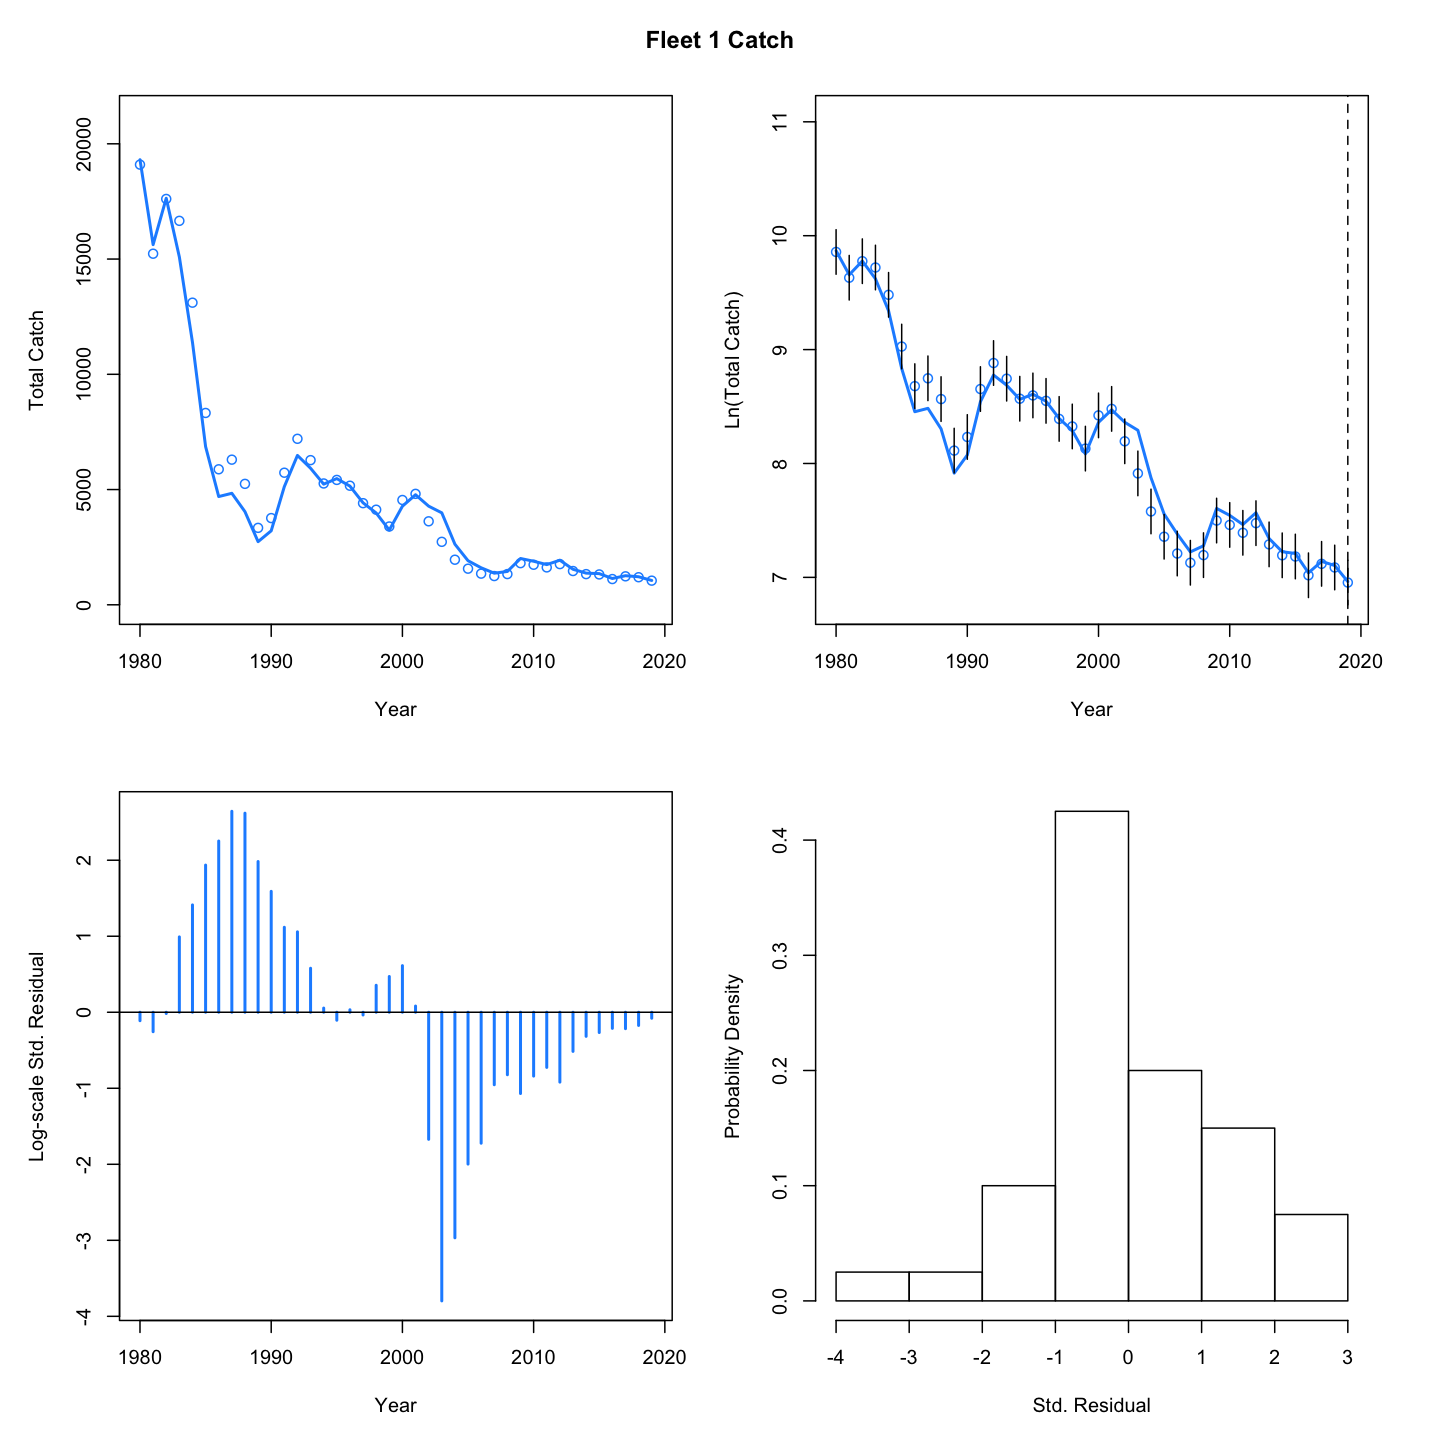 Fleet 1 Catch
Total Catch
0
5000
10000
15000
20000
1980 1990 2000 2010 2020
Year
Ln(Total Catch)
7
8
9
10
11
1980 1990 2000 2010 2020
Year
Log-scale Std. Residual
-4
-3
-2
-1
0
1
2
1980 1990 2000 2010 2020
Year
Probability Density
0.0
0.1
0.2
0.3
0.4
-4 -3 -2 -1 0 1 2 3
Std. Residual